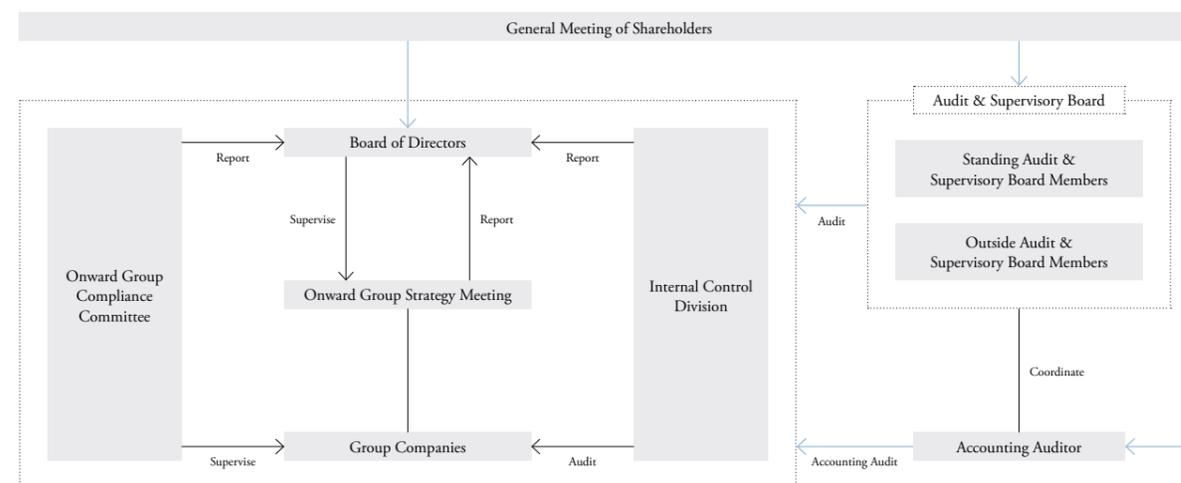 General Meeting of Shareholders
Audit & Supervisory Board
Board of Directors
Report
Report
Standing Audit &
Supervisory Board Members
Supervise
Report
Audit
Outside Audit &
Supervisory Board Members
Onward Group
Compliance
Committee
Onward Group Strategy Meeting
Internal Control
Division
Coordinate
Group Companies
Accounting Auditor
Supervise
Audit
Accounting Audit